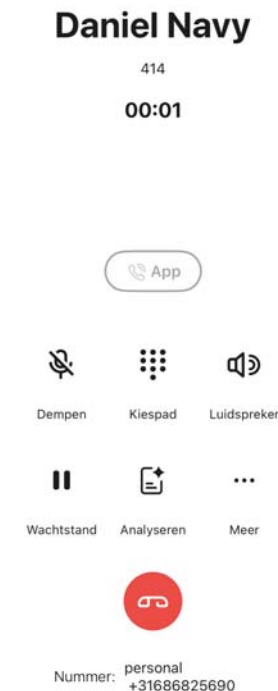 Daniel Navy
414
00:01
App
Dempen Kiespad Luidspreker
Wachtstand Analyseren Meer
Nummer: personal
+31686825690